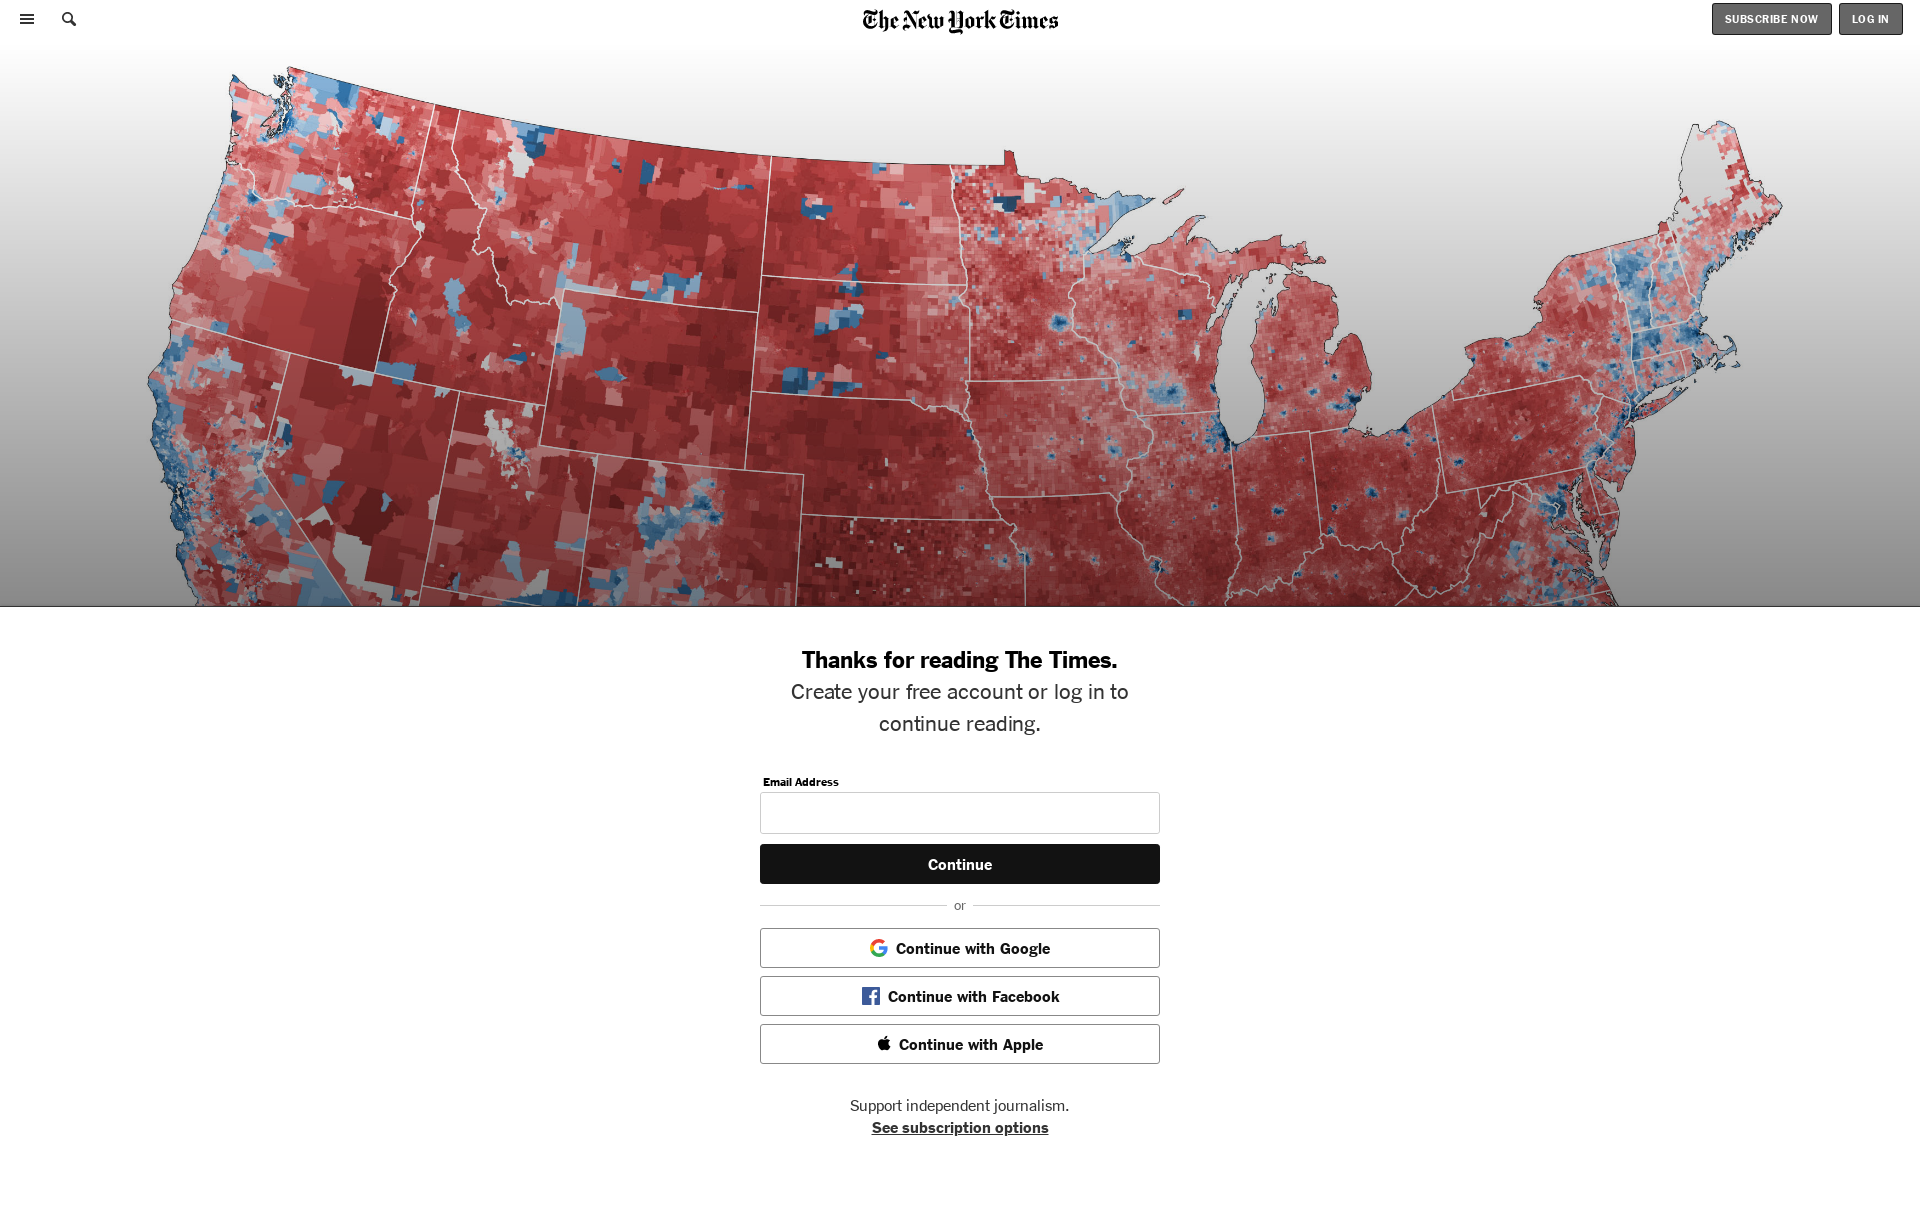 The New York Times
SUBSCRIBE NOW
LOG IN
Thanks for reading The Times.
Create your free account or log in to
continue reading.
Email Address
Continue
or
Continue with Google
Continue with Facebook
Continue with Apple
Support independent journalism.
See subscription options